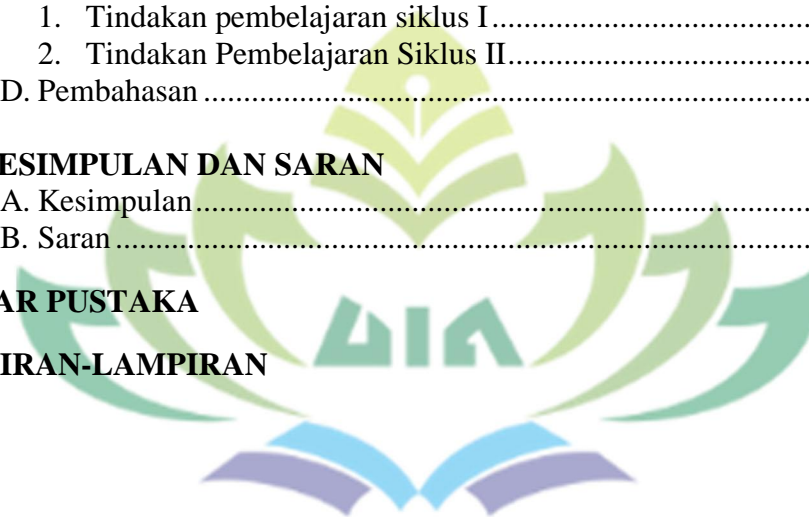 1. Tindakan pembelajaran siklus I....................................
2. Tindakan Pembelajaran Siklus II....................................
D. Pembahasan ....................................
ESIMPULAN DAN SARAN
A. Kesimpulan....................................
B. Saran ....................................
AR PUSTAKA
IRAN-LAMPIRAN
UIN